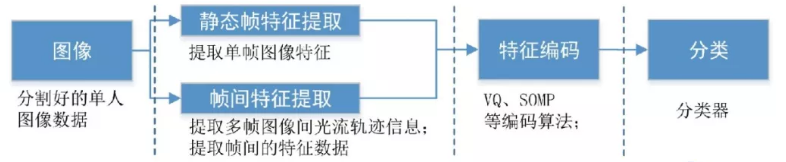 图像
分割好的单人
图像数据
静态帧特征提取
提取单帧图像特征
帧间特征提取
提取多帧图像间光流轨迹信息；
提取帧间的特征数据
特征编码
VQ、SOMP
等编码算法；
分类
分类器